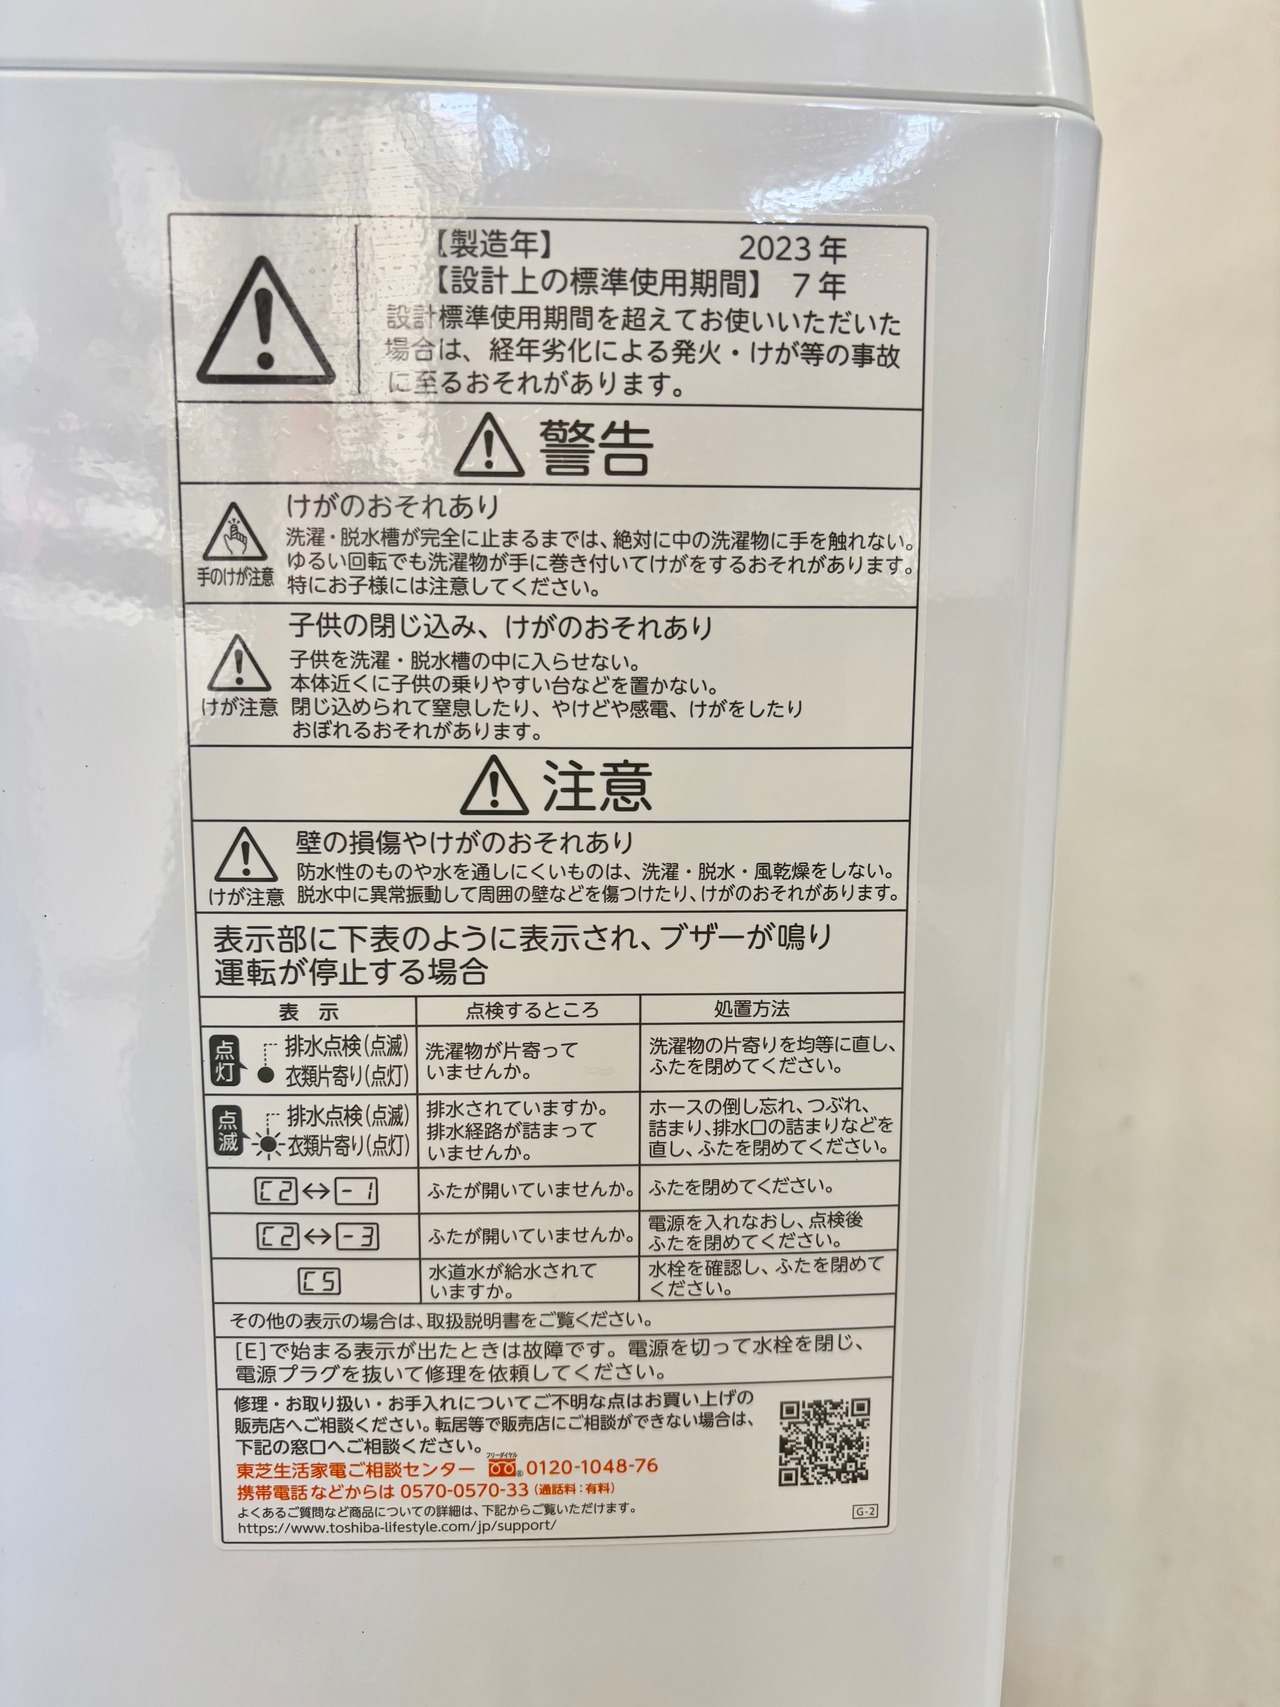 【製造年】 2023年
【設計上の標準使用期間】 7年
設計標準使用期間を超えてお使いいただいた
場合は、経年劣化による発火・けが等の事故
に至るおそれがあります。
警告
けがのおそれあり
洗濯・脱水槽が完全に止まるまでは、絶対に中の洗濯物に手を触れない。
ゆるい回転でも洗濯物が手に巻き付いてけがをするおそれがあります。
手のけが注意 特にお子様には注意してください。
子供の閉じ込み、けがのおそれあり
子供を洗濯・脱水槽の中に入らせない。
本体近くに子供の乗りやすい台などを置かない。
けが注意 閉じ込められて窒息したり、やけどや感電、けがをしたり
おぼれるおそれがあります。
注意
壁の損傷やけがのおそれあり
防水性のものや水を通しにくいものは、洗濯・脱水・風乾燥をしない。
けが注意 脱水中に異常振動して周囲の壁などを傷つけたり、けがのおそれがあります。
表示部に下表のように表示され、ブザーが鳴り
運転が停止する場合
表 示 点検するところ 処置方法
点灯 排水点検(点滅)
衣類片寄り(点灯)
洗濯物が片寄って
いませんか。
洗濯物の片寄りを均等に直し、
ふたを閉めてください。
点滅 排水点検(点滅)
衣類片寄り(点灯)
排水されていますか。
排水経路が詰まって
いませんか。
ホースの倒し忘れ、つぶれ、
詰まり、排水口の詰まりなどを
直し、ふたを閉めてください。
C2↔-1 ふたが開いていませんか。 ふたを閉めてください。
C2↔-3 ふたが開いていませんか。
電源を入れなおし、点検後
ふたを閉めてください。
C5
水道水が給水されて
いますか。
水栓を確認し、ふたを閉めて
ください。
その他の表示の場合は、取扱説明書をご覧ください。
[E]で始まる表示が出たときは故障です。電源を切って水栓を閉じ、
電源プラグを抜いて修理を依頼してください。
修理・お取り扱い・お手入れについてご不明な点はお買い上げの
販売店へご相談ください。転居等で販売店にご相談ができない場合は、
下記の窓口へご相談ください。
フリーダイヤル
東芝生活家電ご相談センター 0120-1048-76
携帯電話などからは 0570-0570-33 (通話料：有料)
よくあるご質問など商品についての詳細は、下記からご覧いただけます。
https://www.toshiba-lifestyle.com/jp/support/
G-2